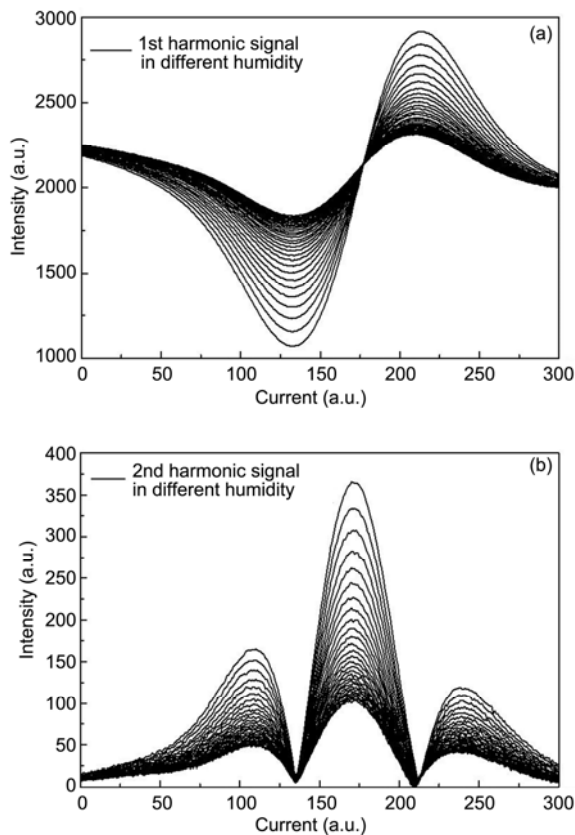 (a)
1st harmonic signal
in different humidity
3000
2500
2000
1500
1000
Intensity (a.u.)
0 50 100 150 200 250 300
Current (a.u.)
(b)
2nd harmonic signal
in different humidity
400
350
300
250
200
150
100
50
0
Intensity (a.u.)
0 50 100 150 200 250 300
Current (a.u.)